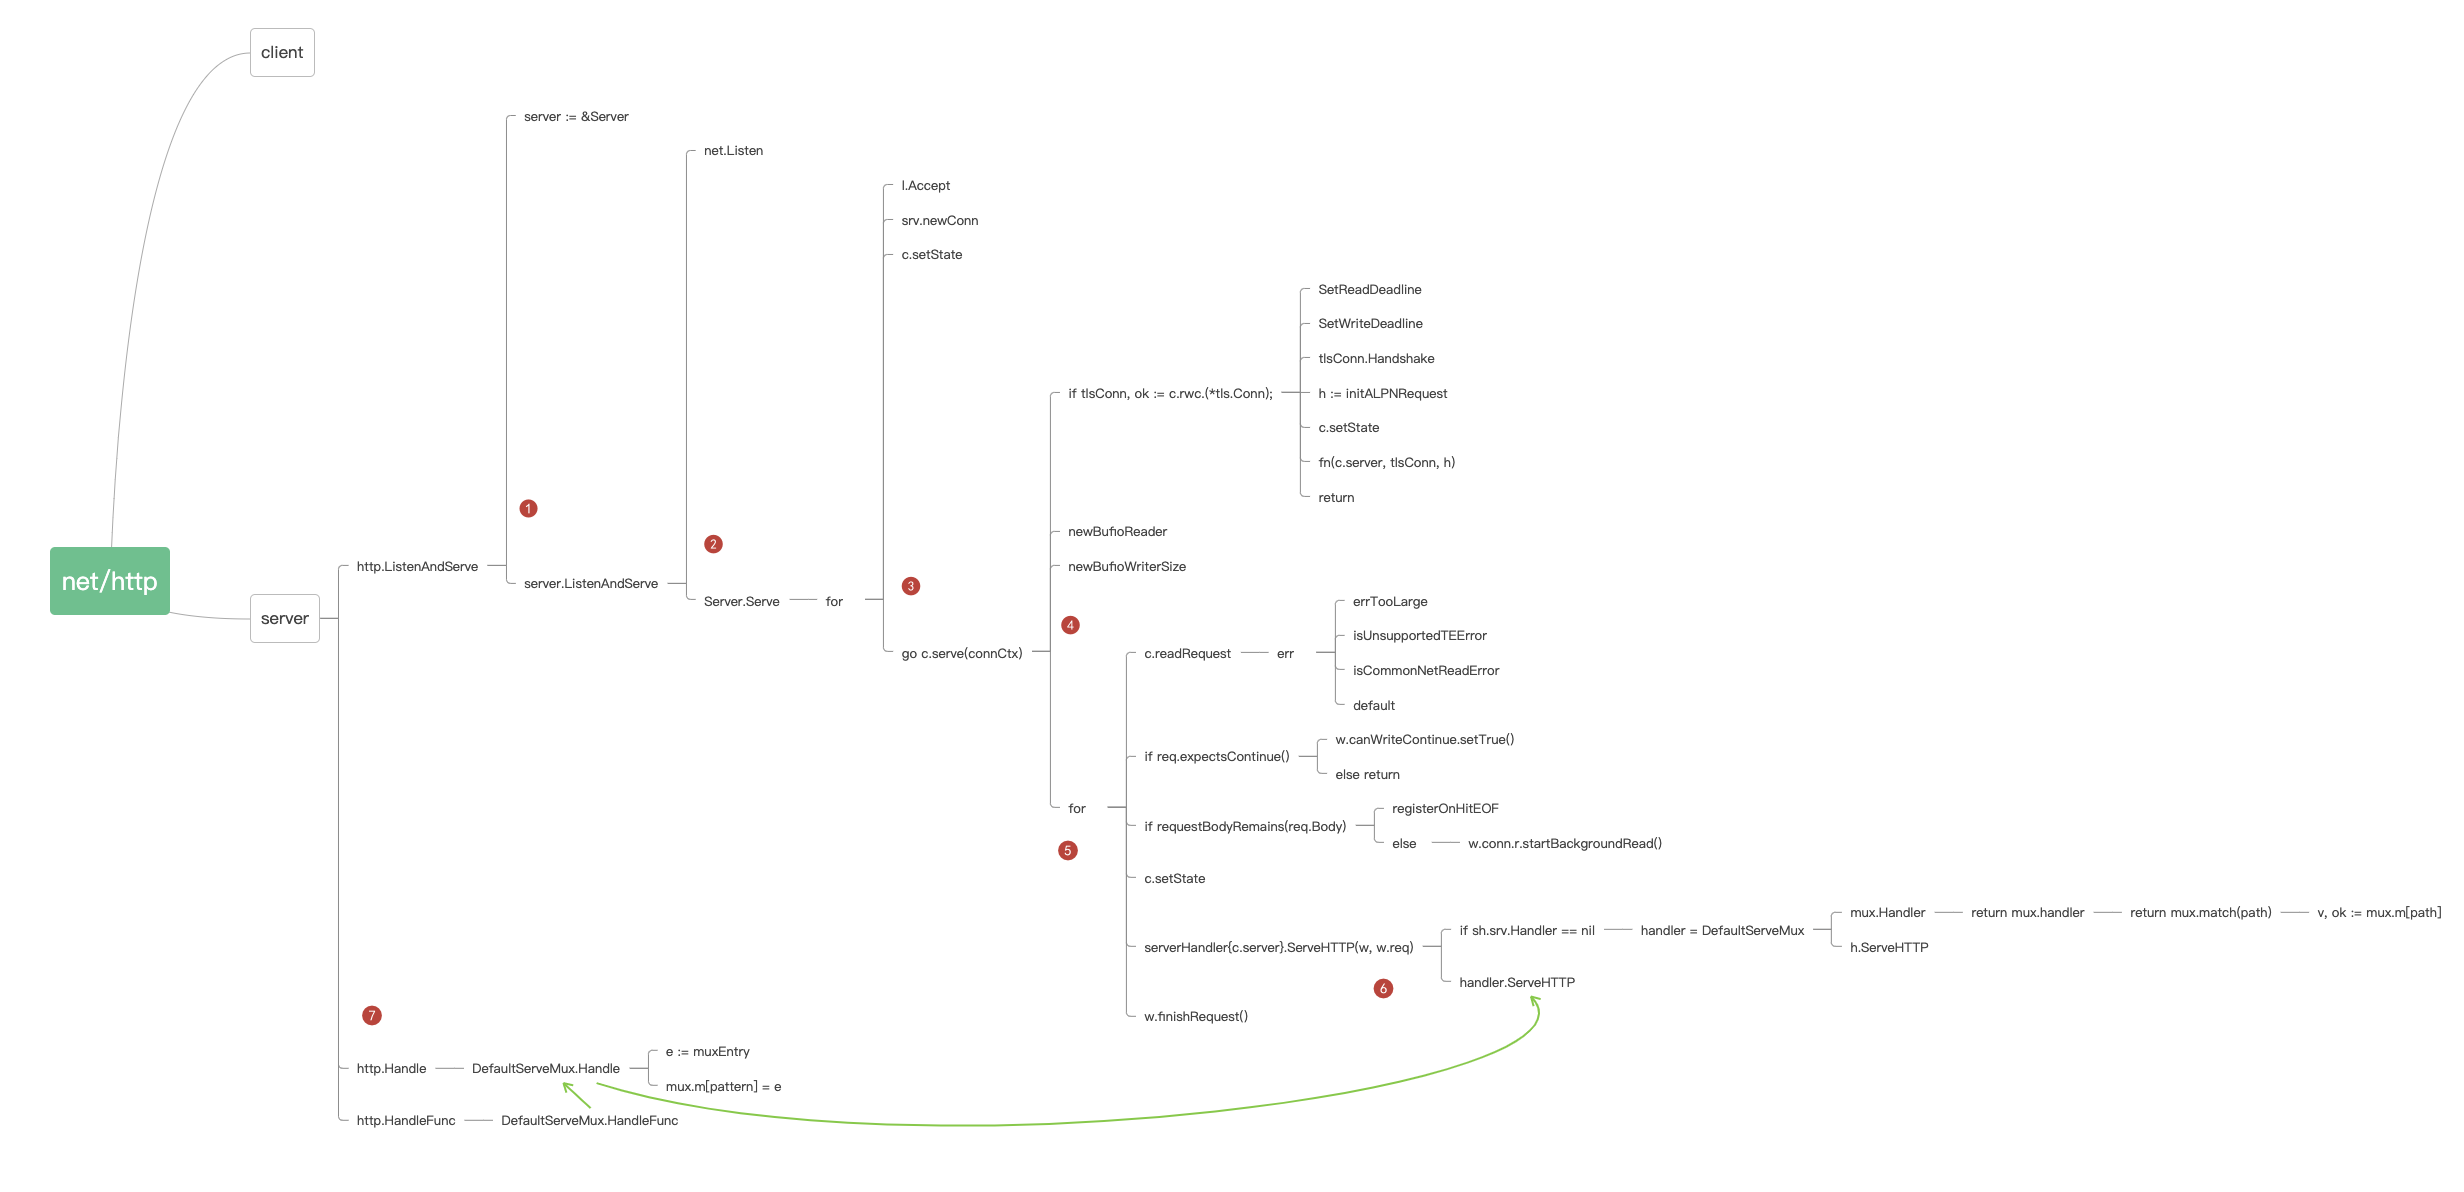 client
server := &Server
net.Listen
l.Accept
srv.newConn
c.setState
SetReadDeadline
SetWriteDeadline
tlsConn.Handshake
if tlsConn, ok := c.rwc.(*tls.Conn);
h := initALPNRequest
c.setState
fn(c.server, tlsConn, h)
return
1
newBufioReader
2
http.ListenAndServe
newBufioWriterSize
net/http
server.ListenAndServe
3
Server.Serve
for
errTooLarge
server
4
isUnsupportedTEError
go c.serve(connCtx)
c.readRequest
err
isCommonNetReadError
default
w.canWriteContinue.setTrue()
if req.expectsContinue()
else return
for
registerOnHitEOF
if requestBodyRemains(req.Body)
else
w.conn.r.startBackgroundRead()
5
c.setState
mux.Handler
return mux.handler
return mux.match(path)
v, ok := mux.m[path]
if sh.srv.Handler == nil
handler = DefaultServeMux
serverHandler{c.server}.ServeHTTP(w, w.req)
h.ServeHTTP
handler.ServeHTTP
6
7
w.finishRequest()
e := muxEntry
http.Handle
DefaultServeMux.Handle
mux.m[pattern] = e
http.HandleFunc
DefaultServeMux.HandleFunc